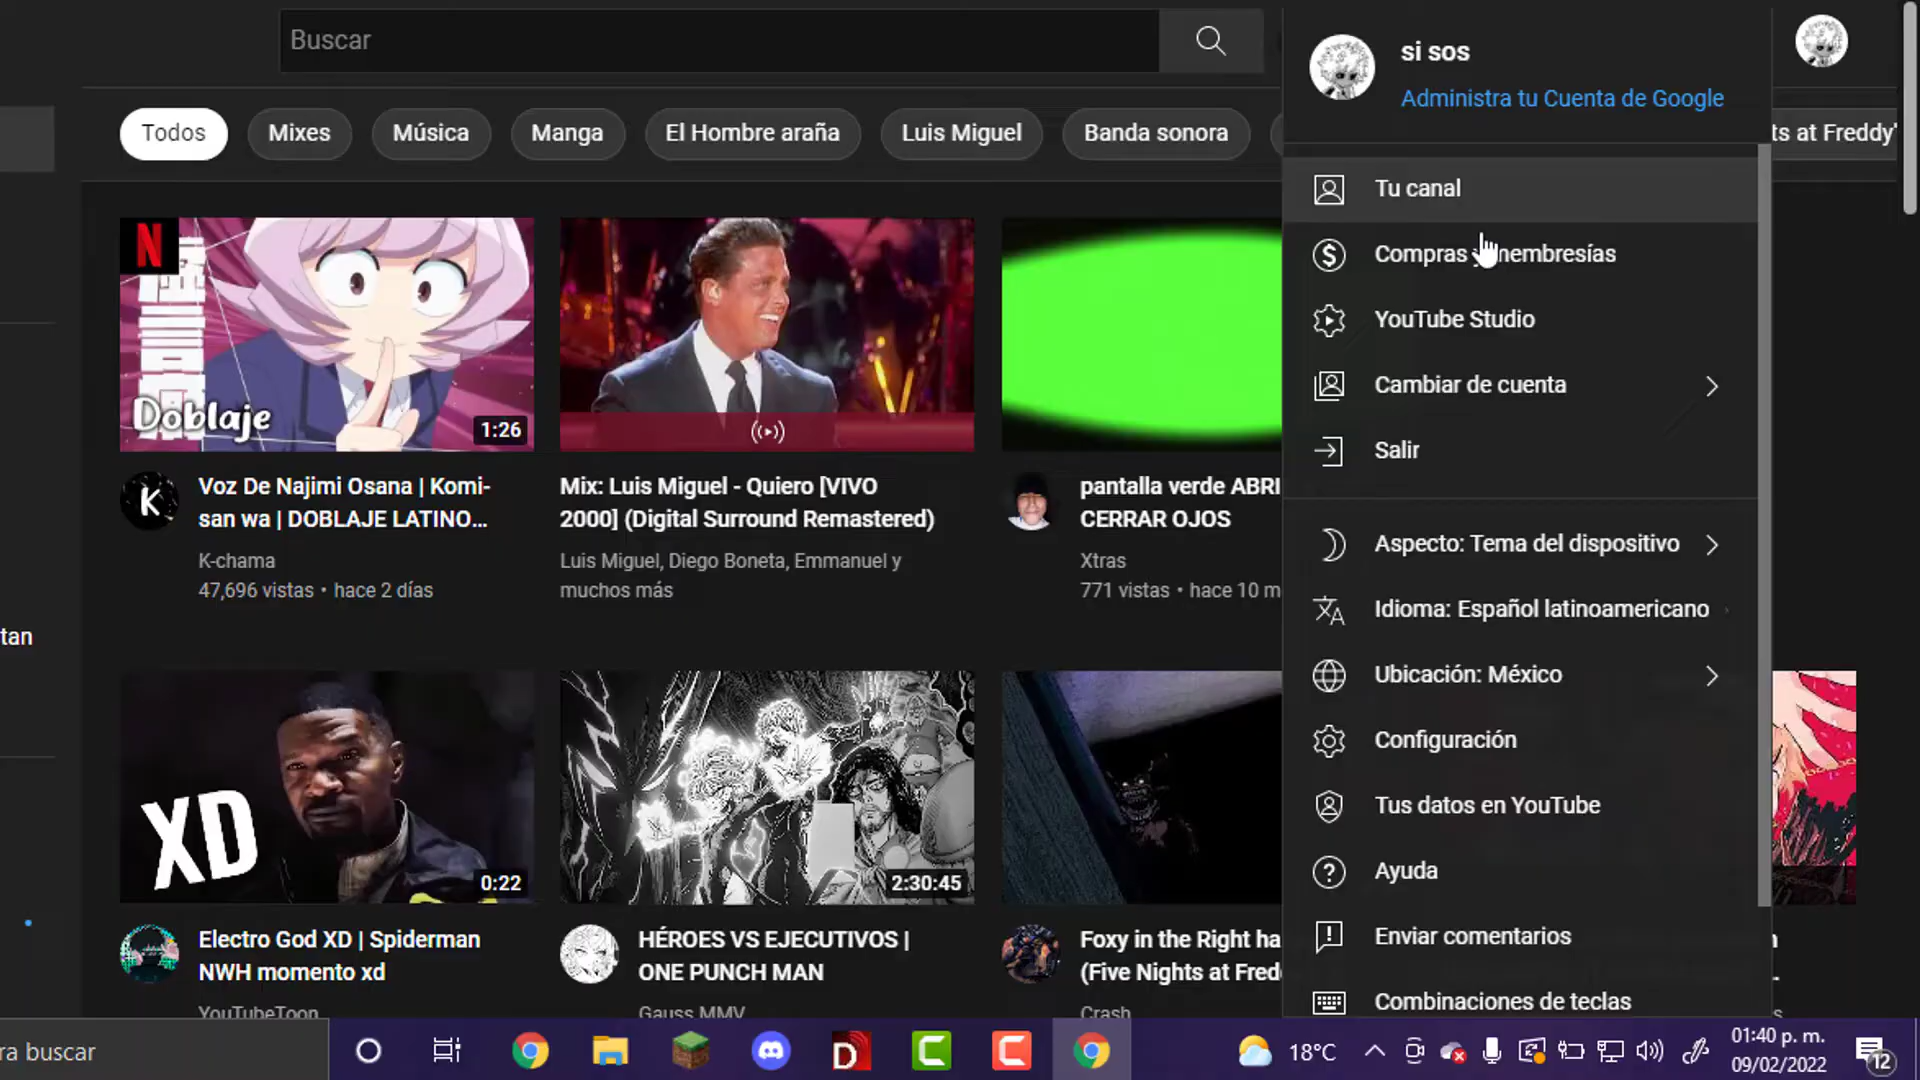 Buscar
si sos
Administra tu Cuenta de Google
Todos
Mixes
Música
Manga
El Hombre araña
Luis Miguel
Banda sonora
ts at Freddy'
Tu canal
Compras y membresías
YouTube Studio
Cambiar de cuenta
Salir
Aspecto: Tema del dispositivo
Idioma: Español latinoamericano
Ubicación: México
Configuración
Tus datos en YouTube
Ayuda
Enviar comentarios
Combinaciones de teclas
N
Doblaje
1:26
K
Voz De Najimi Osana | Komi-
san wa | DOBLAJE LATINO...
K-chama
47,696 vistas • hace 2 días
Mix: Luis Miguel - Quiero [VIVO
2000] (Digital Surround Remastered)
Luis Miguel, Diego Boneta, Emmanuel y
muchos más
pantalla verde ABRI
CERRAR OJOS
Xtras
771 vistas • hace 10 m
tan
XD
0:22
2:30:45
Electro God XD | Spiderman
NWH momento xd
YouTubeToon
HÉROES VS EJECUTIVOS |
ONE PUNCH MAN
Gauss MMV
Foxy in the Right ha
(Five Nights at Fred
Crash
ra buscar
D
18°C
01:40 p. m.
09/02/2022
12